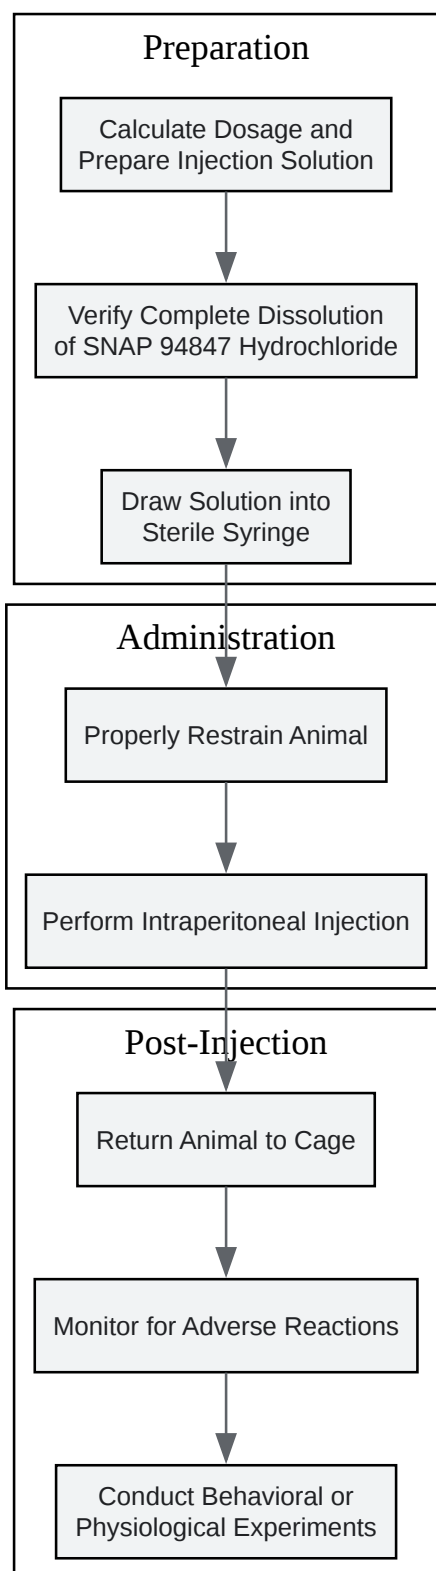 Preparation
Calculate Dosage and
Prepare Injection Solution
Verify Complete Dissolution
of SNAP 94847 Hydrochloride
Draw Solution into
Sterile Syringe
Administration
Properly Restrain Animal
Perform Intraperitoneal Injection
Post-Injection
Return Animal to Cage
Monitor for Adverse Reactions
Conduct Behavioral or
Physiological Experiments